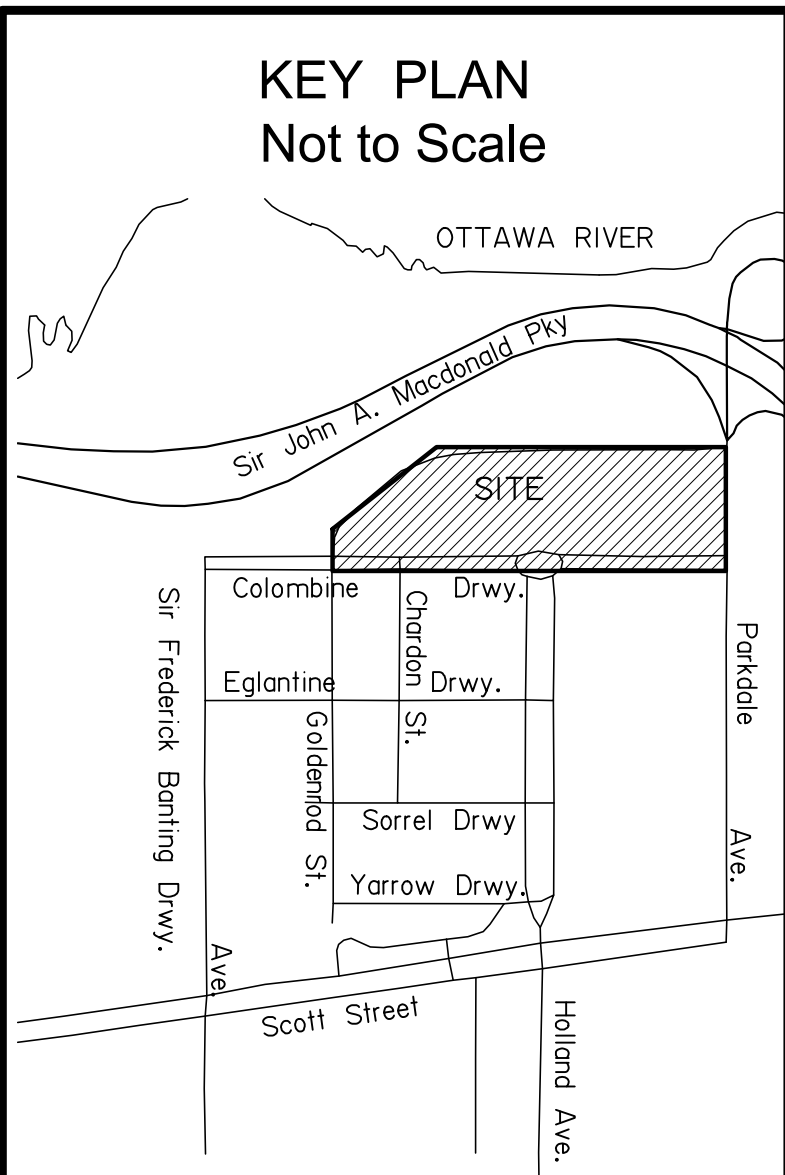 KEY PLAN
Not to Scale
OTTAWA RIVER
Sir John A. Macdonald Pky
SITE
Colombine Drwy.
Chardon St.
Eglantine Drwy.
Goldenrod St.
Sir Frederick Banting Drwy.
Parkdale Ave.
Sorrel Drwy
Yarrow Drwy.
Ave.
Scott Street
Holland Ave.